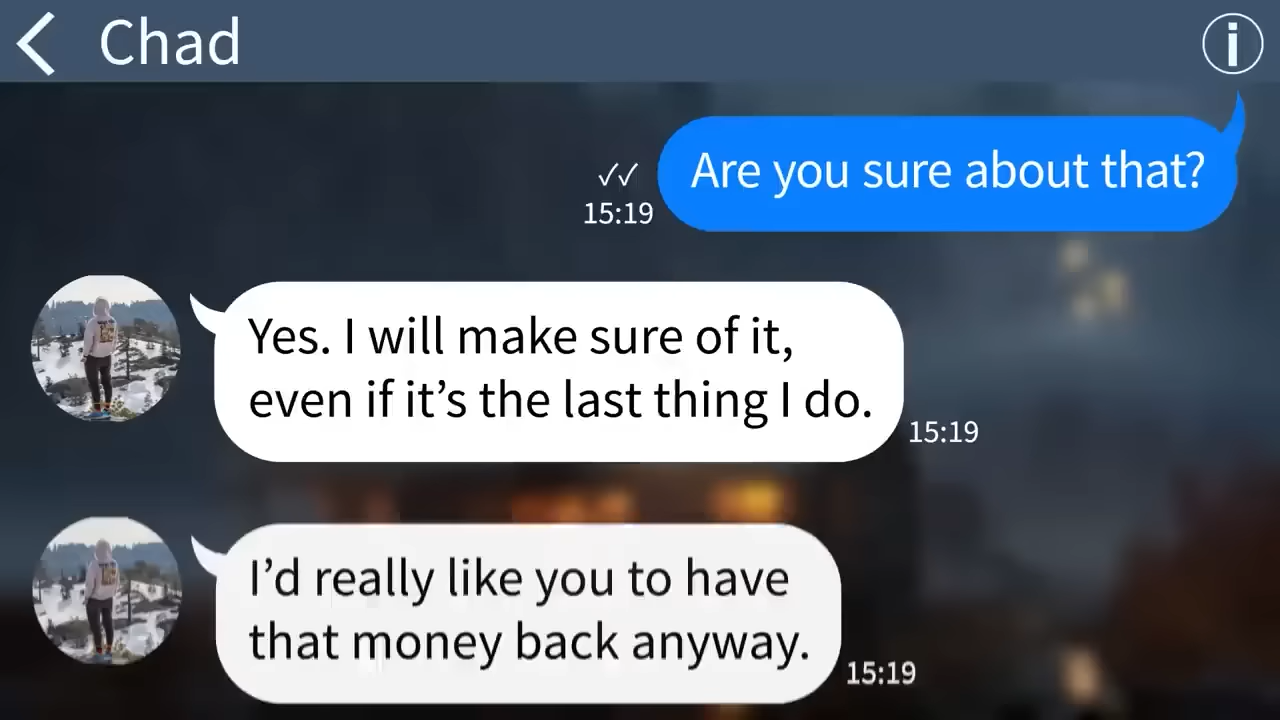 Chad
i
Are you sure about that?
✓✓
15:19
Yes. I will make sure of it,
even if it’s the last thing I do.
15:19
I’d really like you to have
that money back anyway.
15:19